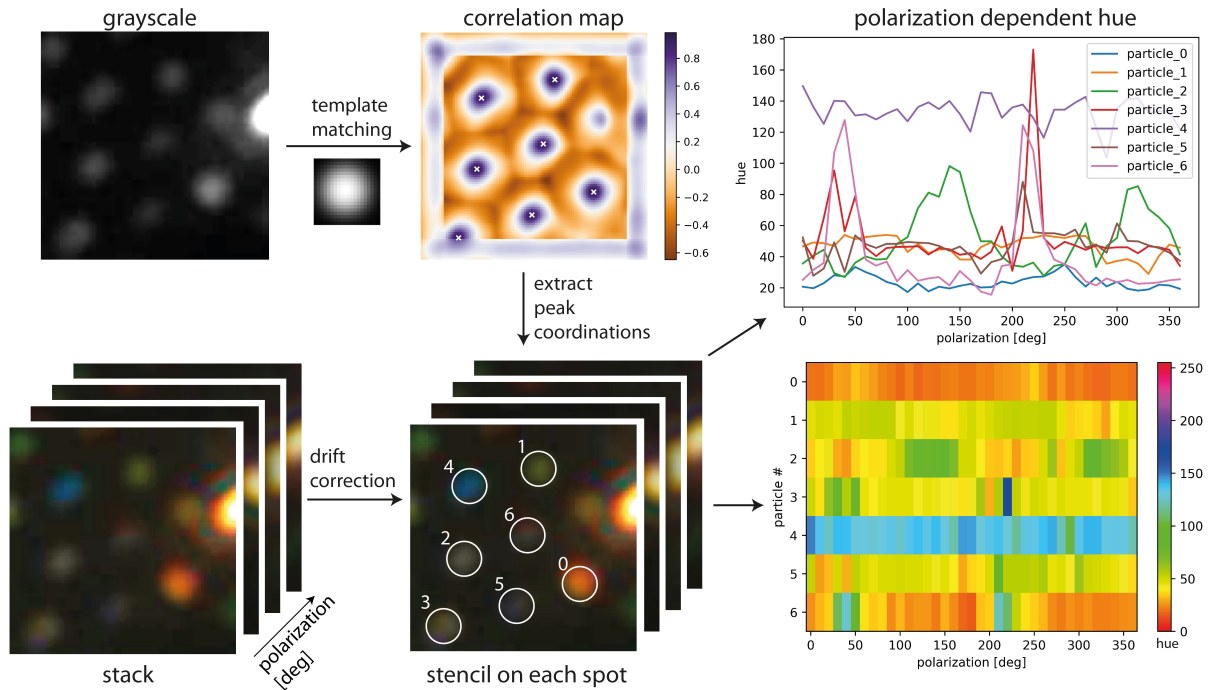 grayscale
correlation map
polarization dependent hue
template
matching
0.8
0.6
0.4
0.2
0.0
−0.2
−0.4
−0.6
180
160
140
120
100
80
60
40
20
hue
particle_0
particle_1
particle_2
particle_3
particle_4
particle_5
particle_6
0 50 100 150 200 250 300 350
polarization [deg]
extract
peak
coordinations
drift
correction
polarization
[deg]
stack
1
4
6
2
0
5
3
stencil on each spot
0
1
2
3
4
5
6
particle #
0 50 100 150 200 250 300 350
polarization [deg]
250
200
150
100
50
0
hue